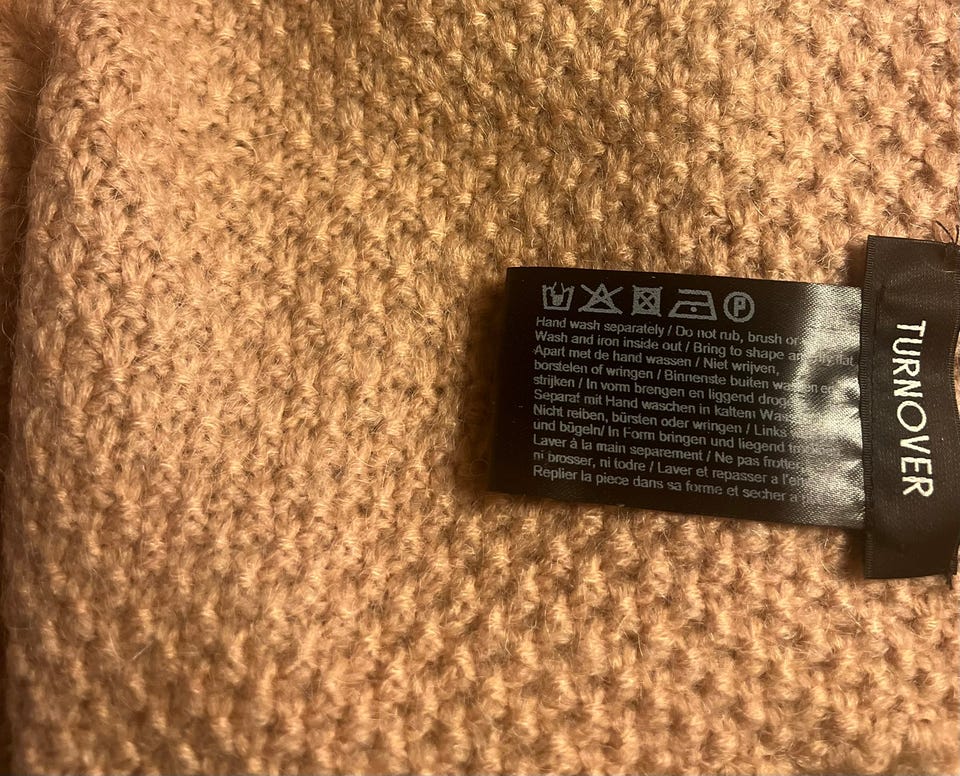 Hand wash separately / Do not rub, brush or
Wash and iron inside out / Bring to shape flat
Apart met de hand wassen / Niet wrijven,
borstelen of wringen / Binnenste buiten en
strijken / In vorm brengen en liggend
Separat mit Hand waschen in kaltem
Nicht reiben, bürsten oder wringen / Links
und bügeln/ In Form bringen und liegend
Laver à la main separement / Ne pas frotter,
ni brosser, ni todre / Laver et repasser a
Replier la piece dans sa forme et secher a
P
TURNOVER